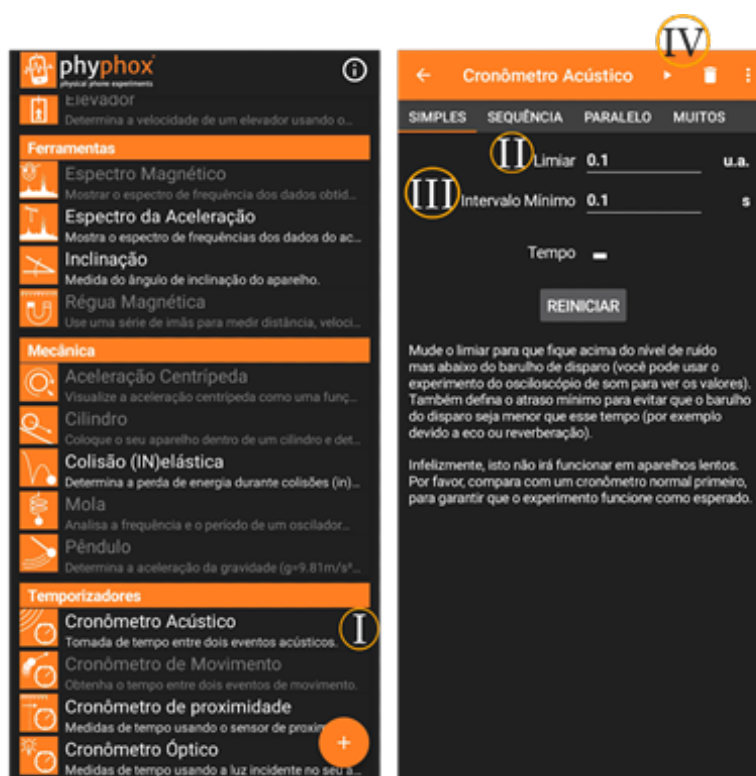 phyphox
physical phone experiments
Elevador
Determina a velocidade de um elevador usando o...
Ferramentas
Espectro Magnético
Mostrar o espectro de frequência dos dados obtid...
Espectro da Aceleração
Mostra o espectro de frequências dos dados do ac...
Inclinação
Medida do ângulo de inclinação do aparelho.
Régua Magnética
Use uma série de imãs para medir distância, veloci...
Mecânica
Aceleração Centrípeda
Visualize a aceleração centrípeda como uma funç...
Cilindro
Coloque o seu aparelho dentro de um cilindro e det...
Colisão (IN)elástica
Determina a perda de energia durante colisões (in)...
Mola
Analisa a frequência e o período de um oscilador...
Pêndulo
Determina a aceleração da gravidade (g=9.81m/s²...
Temporizadores
Cronômetro Acústico
Tomada de tempo entre dois eventos acústicos.
I
Cronômetro de Movimento
Obtenha o tempo entre dois eventos de movimento.
Cronômetro de proximidade
Medidas de tempo usando o sensor de proxim
Cronômetro Óptico
Medidas de tempo usando a luz incidente no seu a...
+
IV
Cronômetro Acústico
SIMPLES SEQUÊNCIA PARALELO MUITOS
II Limiar 0.1 u.a.
III Intervalo Mínimo 0.1 s
Tempo -
REINICIAR
Mude o limiar para que fique acima do nível de ruído
mas abaixo do barulho de disparo (você pode usar o
experimento do osciloscópio de som para ver os valores).
Também defina o atraso mínimo para evitar que o barulho
do disparo seja menor que esse tempo (por exemplo
devido a eco ou reverberação).
Infelizmente, isto não irá funcionar em aparelhos lentos.
Por favor, compara com um cronômetro normal primeiro,
para garantir que o experimento funcione como esperado.